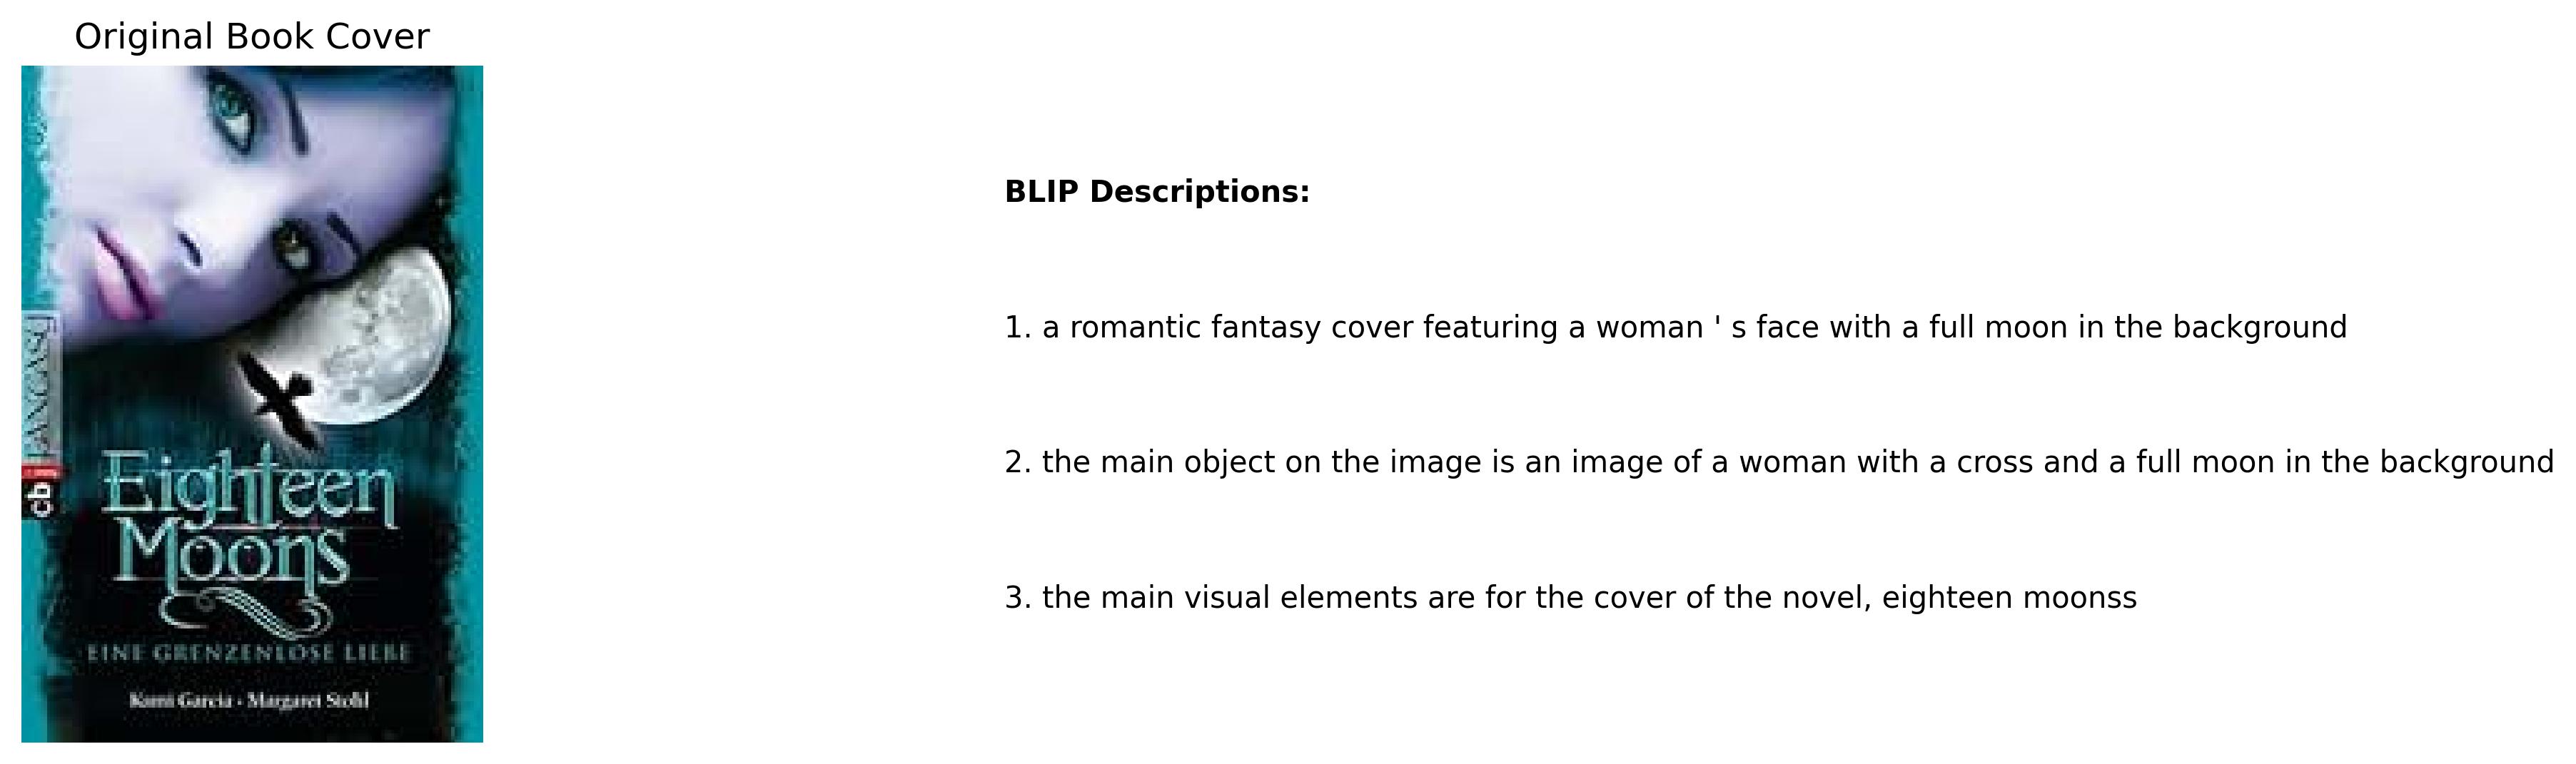 Original Book Cover
cbj
Eighteen
Moons
EINE GRENZENLOSE LIEBE
Kami Garcia • Margaret Stohl
BLIP Descriptions:
1. a romantic fantasy cover featuring a woman ' s face with a full moon in the background
2. the main object on the image is an image of a woman with a cross and a full moon in the background
3. the main visual elements are for the cover of the novel, eighteen moonss